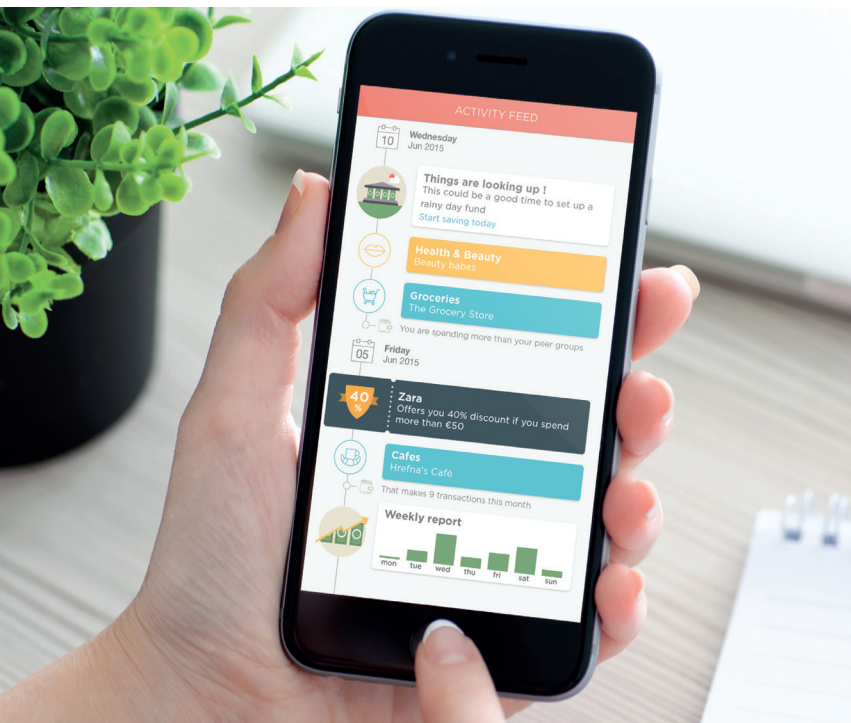 ACTIVITY FEED
10
Wednesday
Jun 2015
Things are looking up !
This could be a good time to set up a
rainy day fund
Start saving today
Health & Beauty
Beauty babes
Groceries
The Grocery Store
You are spending more than your peer groups
05
Friday
Jun 2015
40
%
Zara
Offers you 40% discount if you spend
more than €50
Cafes
Hrefna's Café
That makes 9 transactions this month
Weekly report
mon tue wed thu fri sat sun